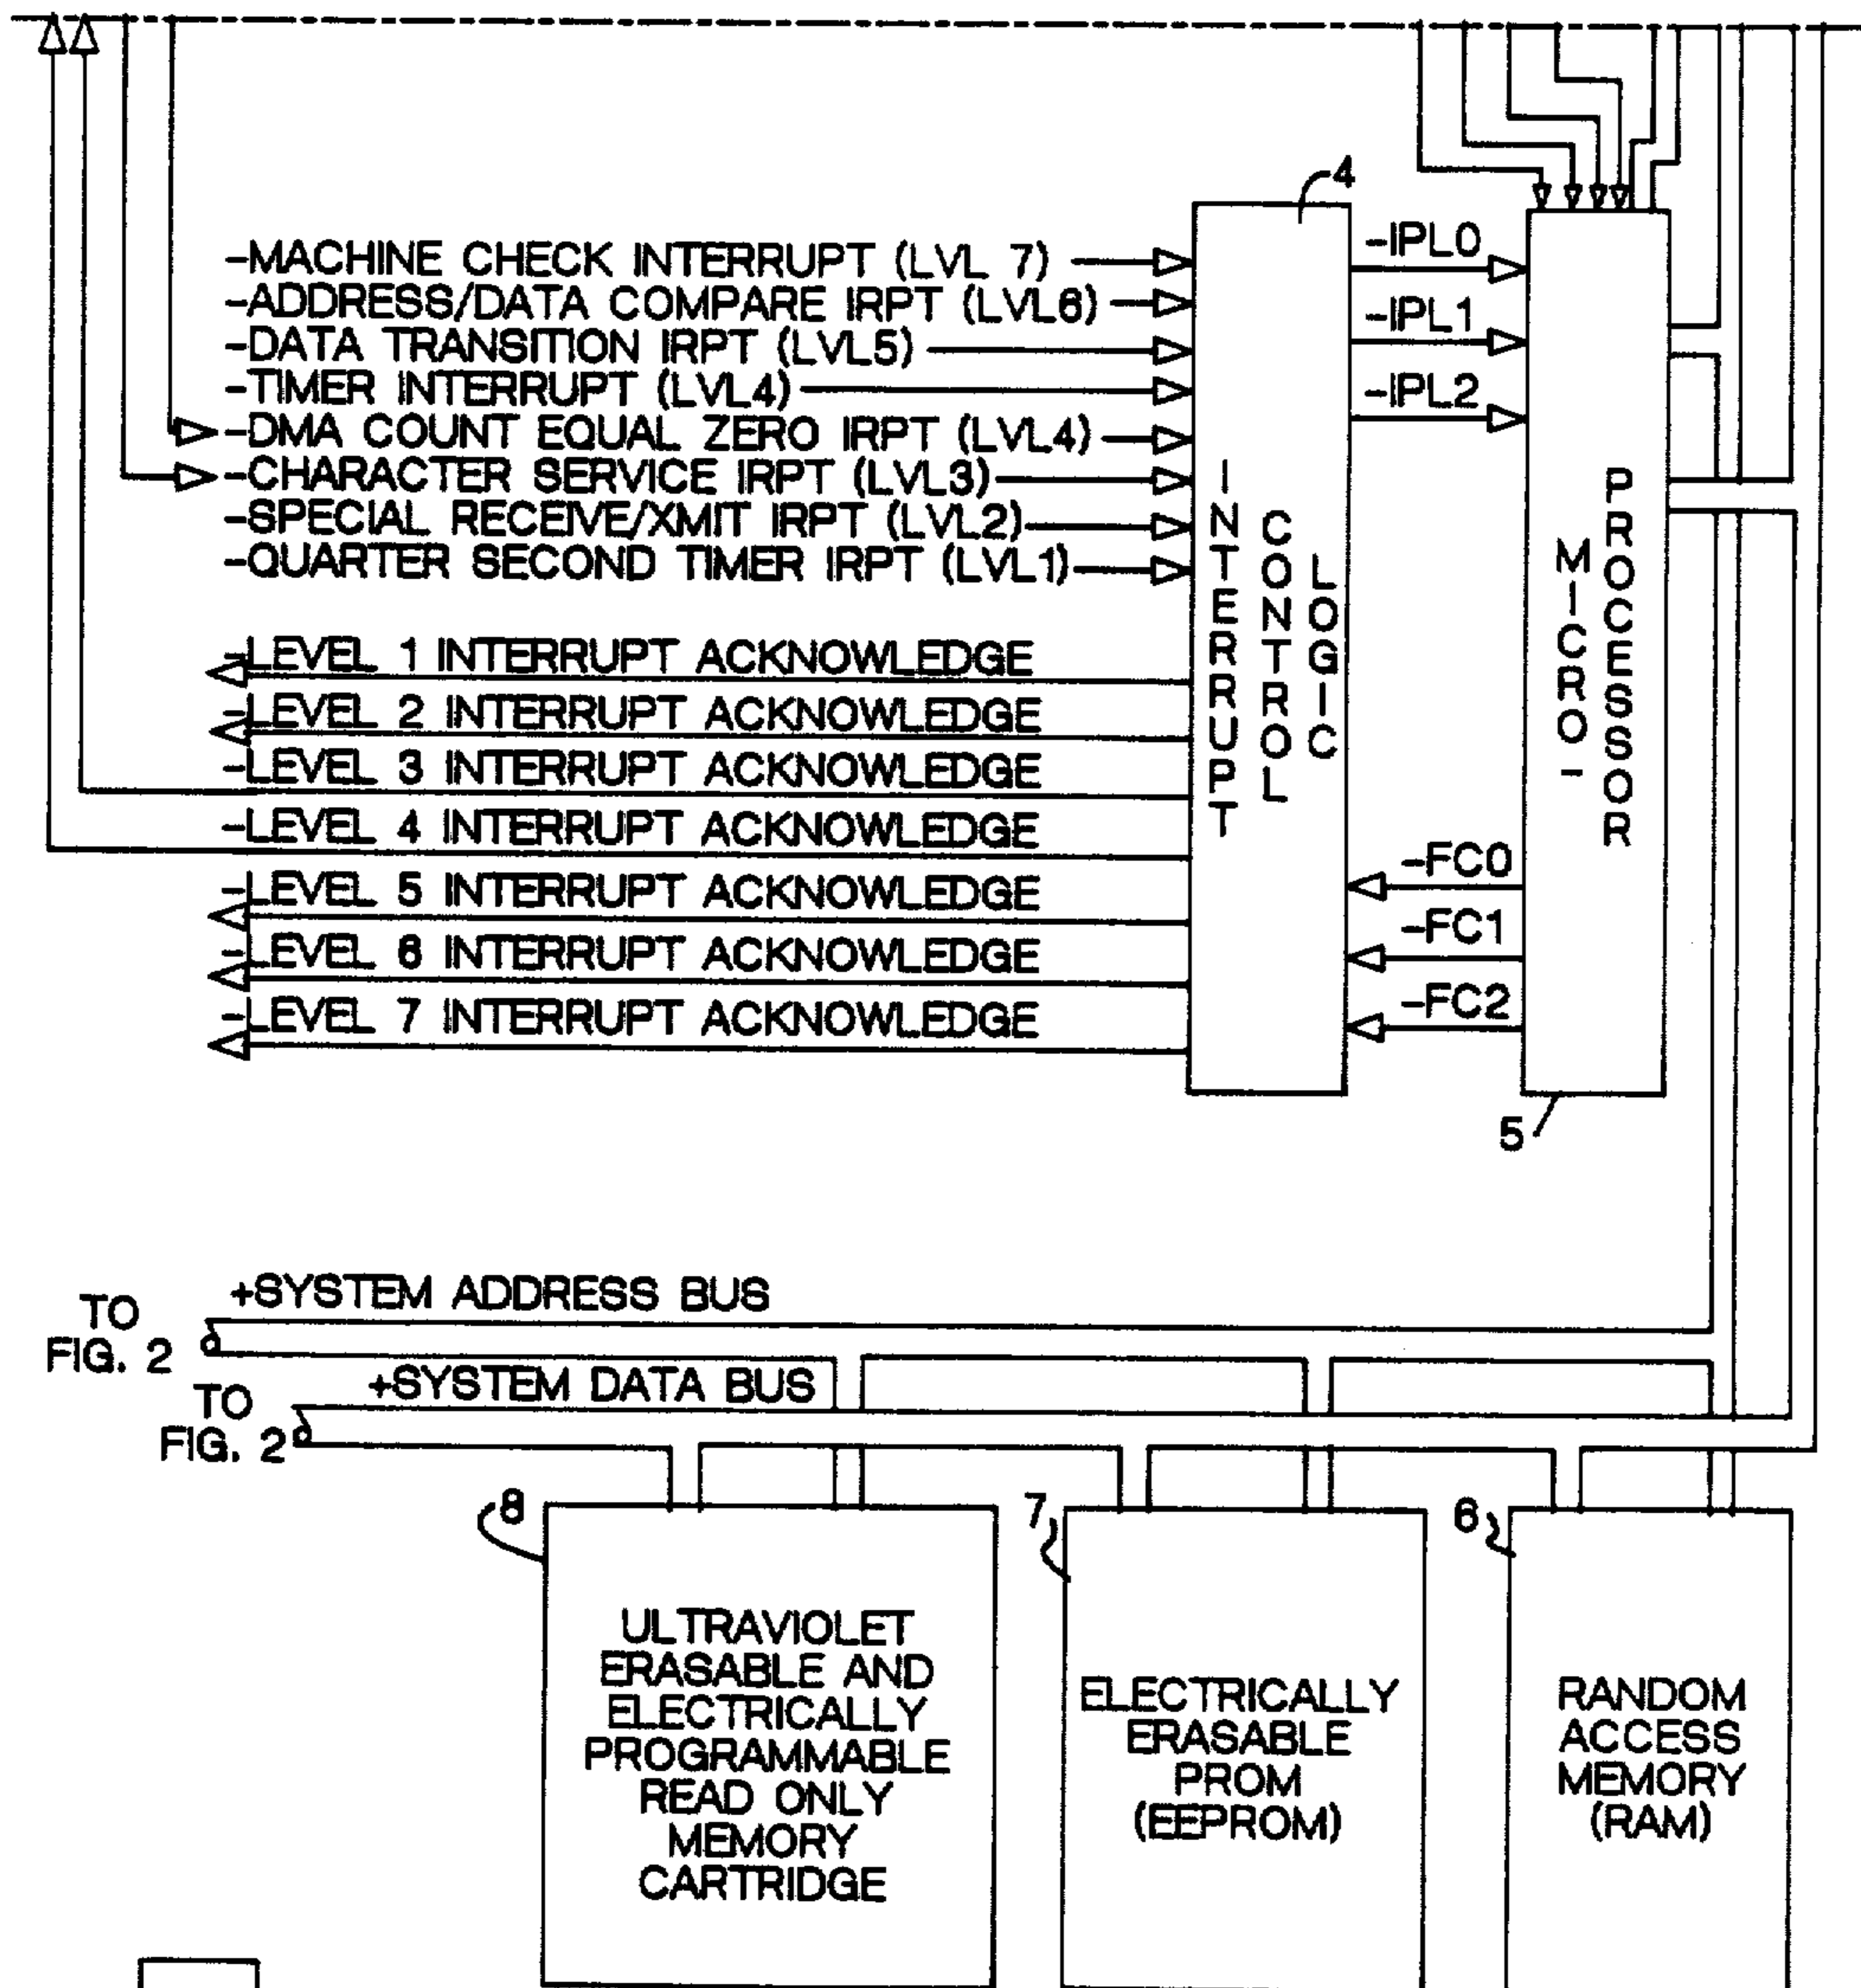 4
-MACHINE CHECK INTERRUPT (LVL 7)
-ADDRESS/DATA COMPARE IRPT (LVL6)
-DATA TRANSITION IRPT (LVL5)
-TIMER INTERRUPT (LVL4)
-DMA COUNT EQUAL ZERO IRPT (LVL4)
-CHARACTER SERVICE IRPT (LVL3)
-SPECIAL RECEIVE/XMIT IRPT (LVL2)
-QUARTER SECOND TIMER IRPT (LVL1)
-LEVEL 1 INTERRUPT ACKNOWLEDGE
-LEVEL 2 INTERRUPT ACKNOWLEDGE
-LEVEL 3 INTERRUPT ACKNOWLEDGE
-LEVEL 4 INTERRUPT ACKNOWLEDGE
-LEVEL 5 INTERRUPT ACKNOWLEDGE
-LEVEL 6 INTERRUPT ACKNOWLEDGE
-LEVEL 7 INTERRUPT ACKNOWLEDGE
INTERRUPT
CONTROL
LOGIC
-IPL0
-IPL1
-IPL2
-FC0
-FC1
-FC2
MICRO-
PROCESSOR
5
+SYSTEM ADDRESS BUS
TO
FIG. 2
+SYSTEM DATA BUS
TO
FIG. 2
8
ULTRAVIOLET
ERASABLE AND
ELECTRICALLY
PROGRAMMABLE
READ ONLY
MEMORY
CARTRIDGE
7
ELECTRICALLY
ERASABLE
PROM
(EEPROM)
6
RANDOM
ACCESS
MEMORY
(RAM)